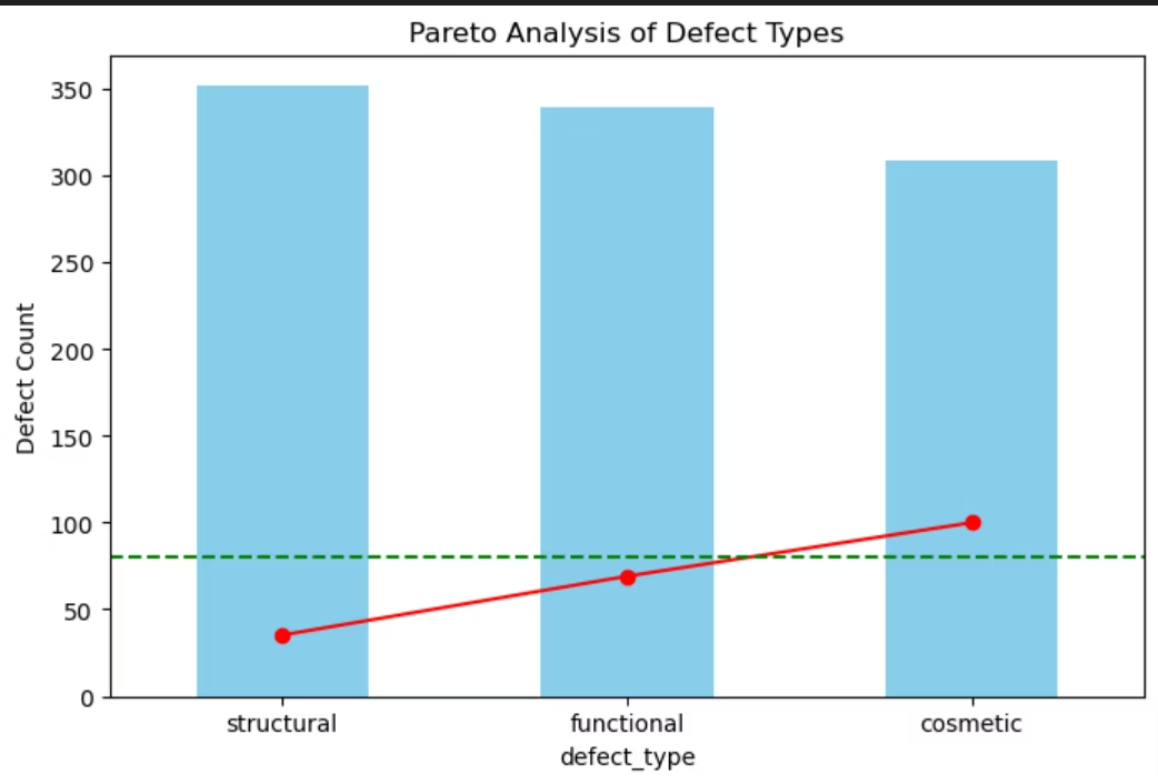 Pareto Analysis of Defect Types
350
300
250
200
150
100
50
0
Defect Count
structural functional cosmetic
defect_type